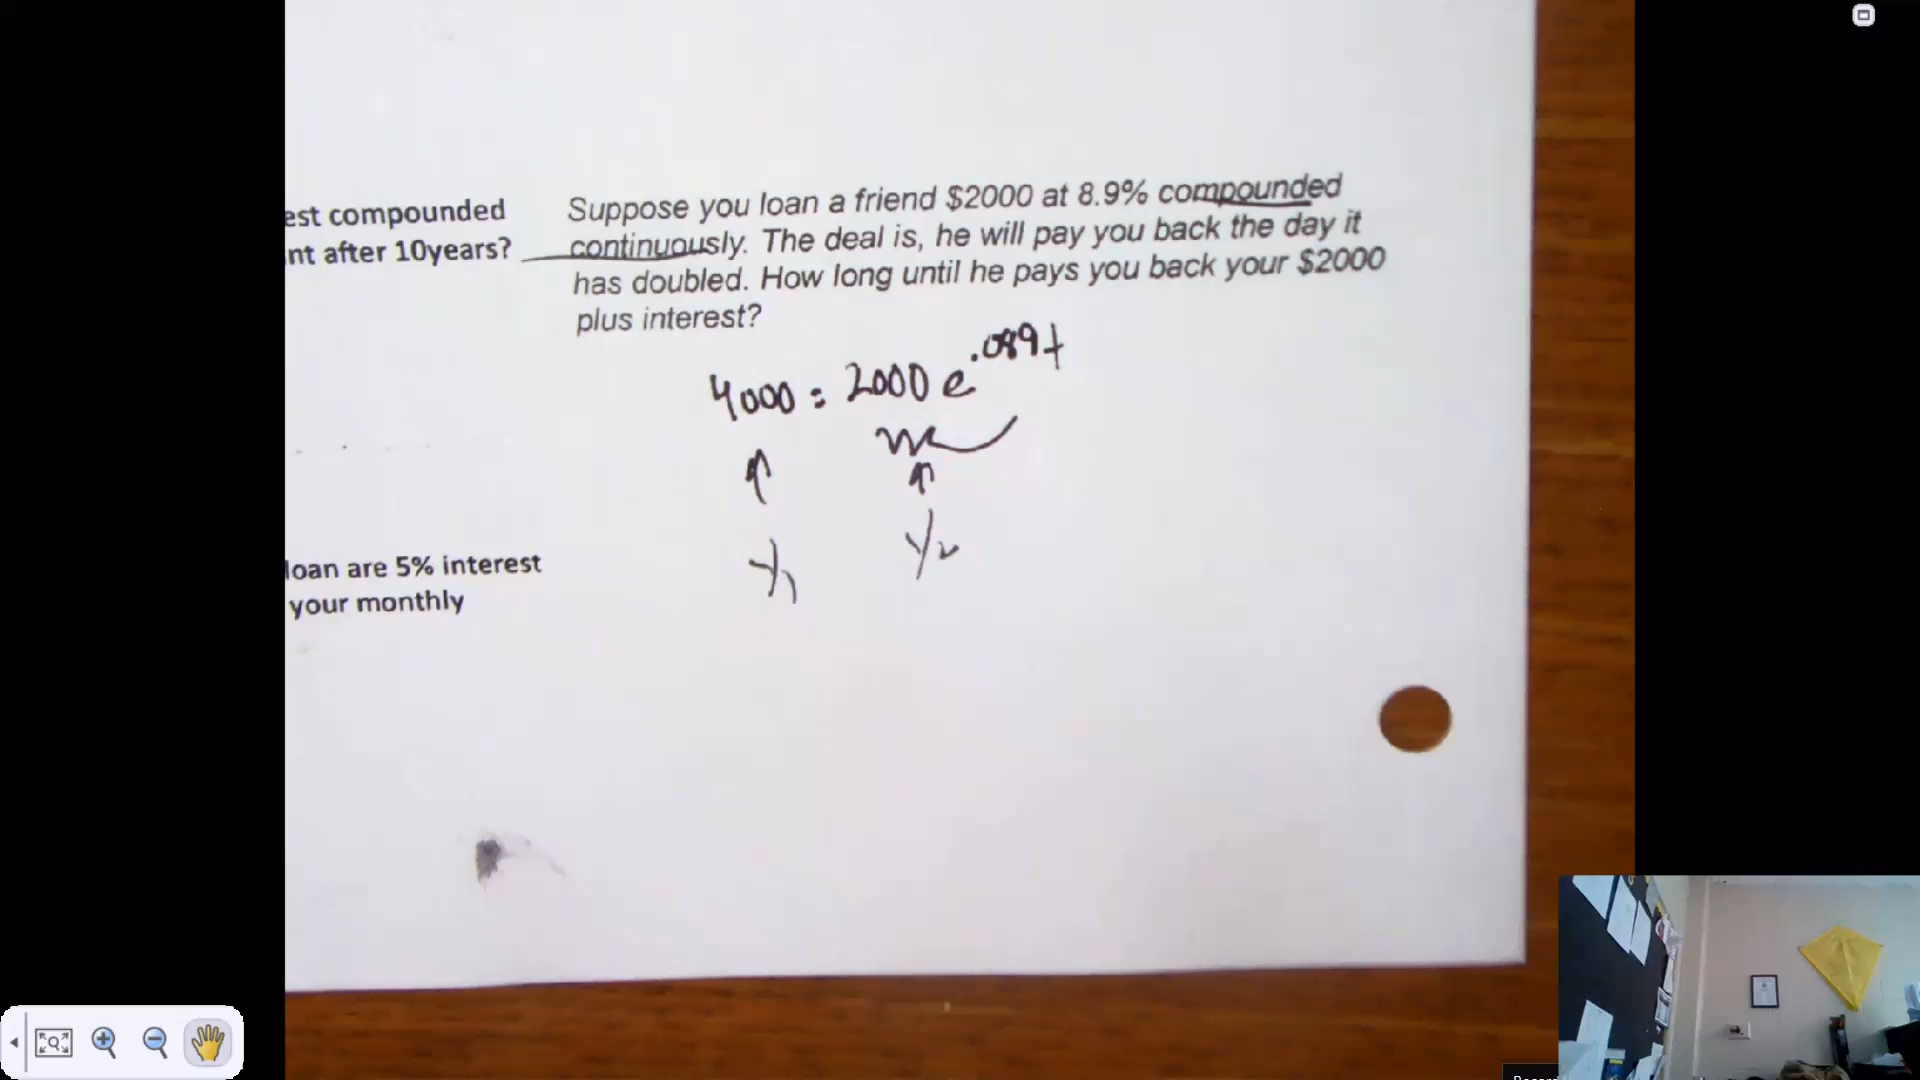 est compounded
nt after 10years?
Suppose you loan a friend $2000 at 8.9% compounded
continuously. The deal is, he will pay you back the day it
has doubled. How long until he pays you back your $2000
plus interest?
4000 = 2000 e^.089t
Y1 Y2
loan are 5% interest
your monthly